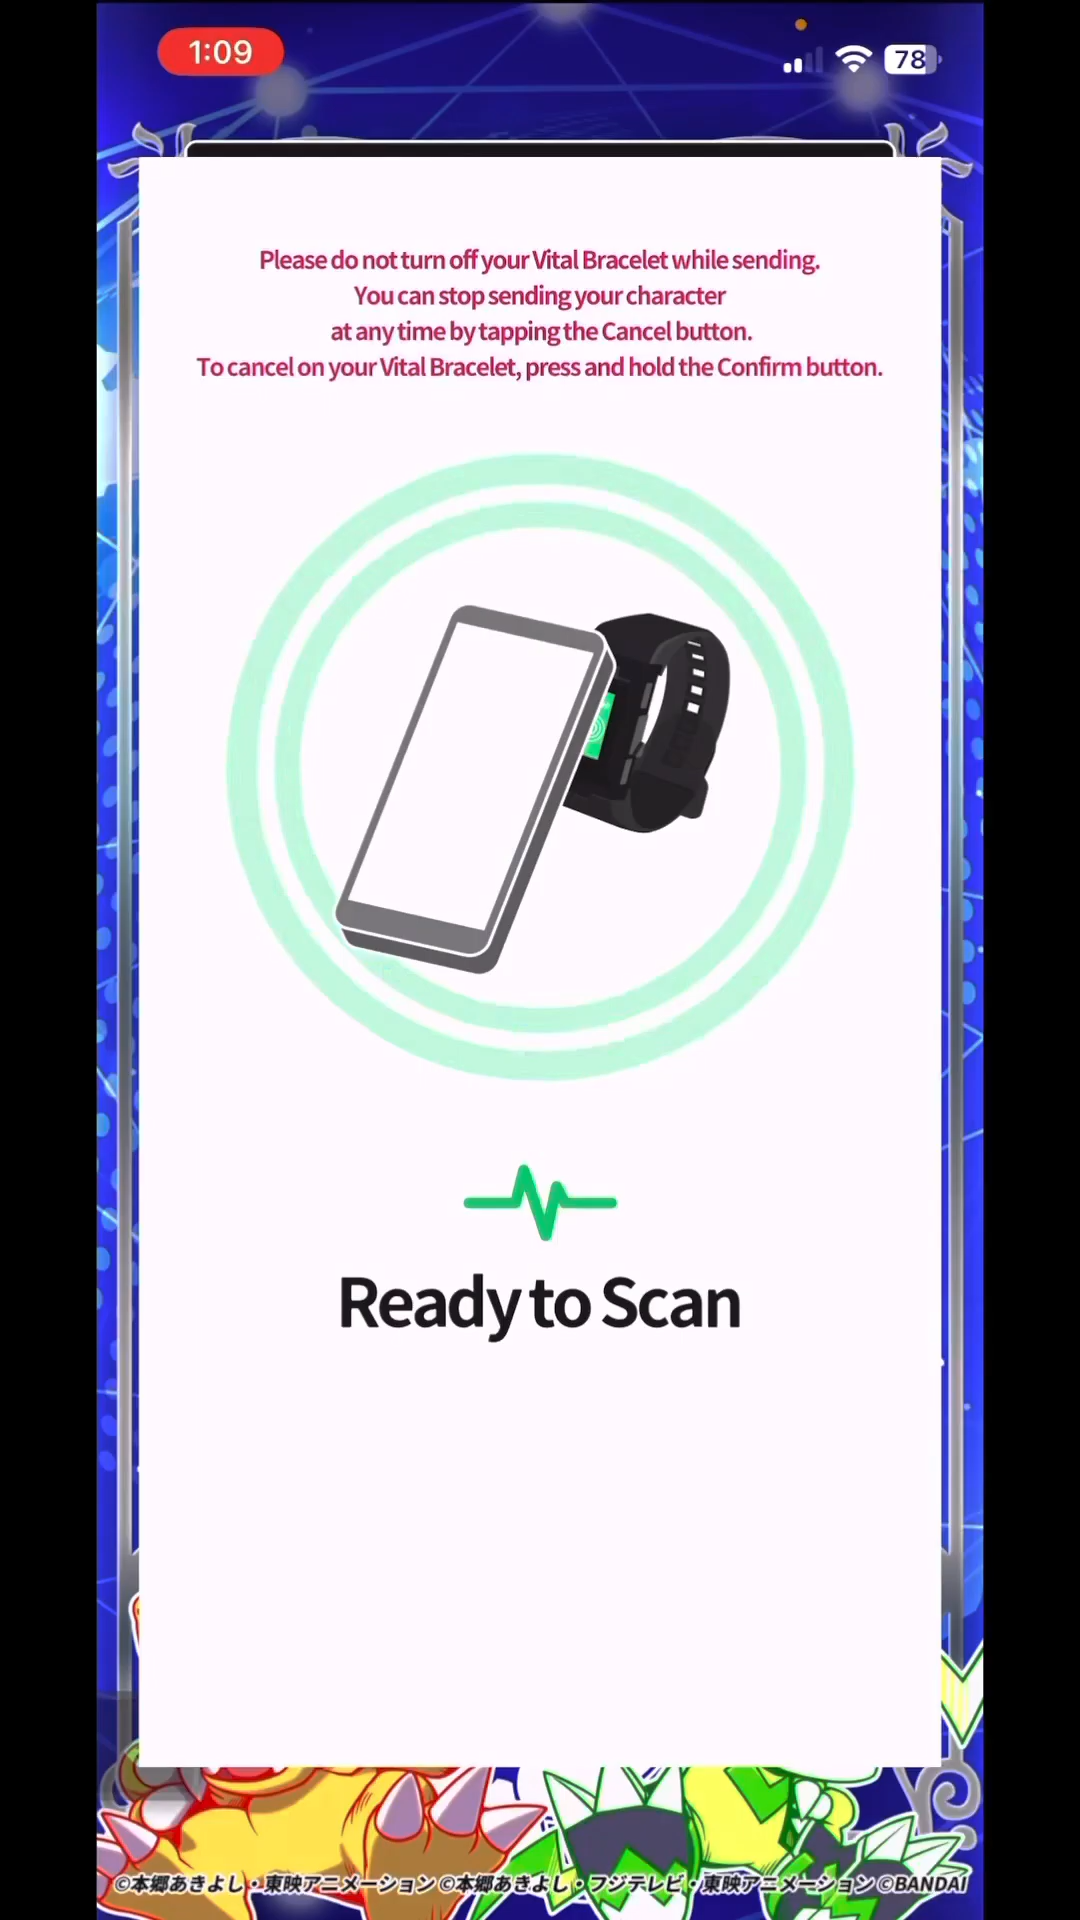 1:09
78
Please do not turn off your Vital Bracelet while sending.
You can stop sending your character
at any time by tapping the Cancel button.
To cancel on your Vital Bracelet, press and hold the Confirm button.
Ready to Scan
©本郷あきよし・東映アニメーション ©本郷あきよし・フジテレビ・東映アニメーション ©BANDAI